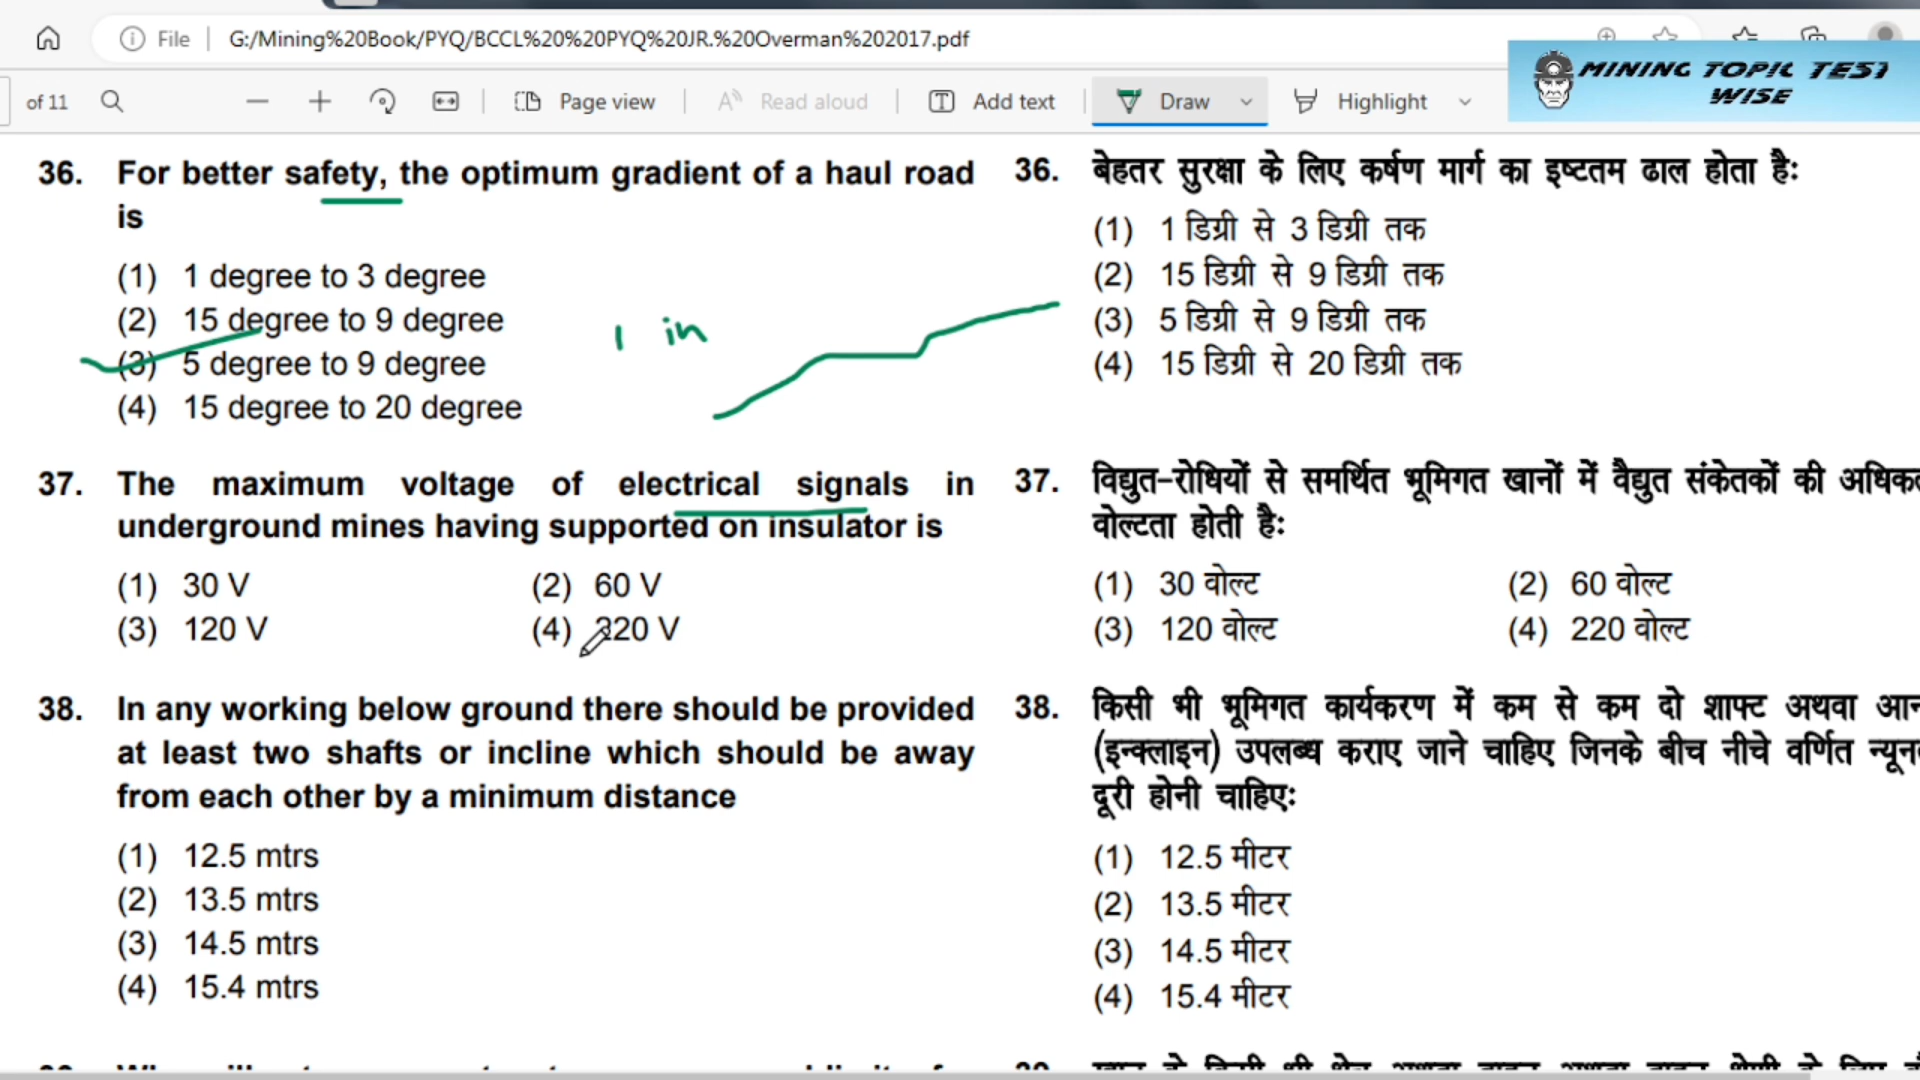 File
G:/Mining%20Book/PYQ/BCCL%20%20PYQ%20JR.%20Overman%202017.pdf
MINING TOPIC TEST
WISE
of 11
Page view
Read aloud
Add text
Draw
Highlight
36. For better safety, the optimum gradient of a haul road
is
(1) 1 degree to 3 degree
(2) 15 degree to 9 degree
(3) 5 degree to 9 degree
(4) 15 degree to 20 degree
1 in
37. The maximum voltage of electrical signals in
underground mines having supported on insulator is
(1) 30 V (2) 60 V
(3) 120 V (4) 220 V
38. In any working below ground there should be provided
at least two shafts or incline which should be away
from each other by a minimum distance
(1) 12.5 mtrs
(2) 13.5 mtrs
(3) 14.5 mtrs
(4) 15.4 mtrs
36. बेहतर सुरक्षा के लिए कर्षण मार्ग का इष्टतम ढाल होता हैः
(1) 1 डिग्री से 3 डिग्री तक
(2) 15 डिग्री से 9 डिग्री तक
(3) 5 डिग्री से 9 डिग्री तक
(4) 15 डिग्री से 20 डिग्री तक
37. विद्युत-रोधियों से समर्थित भूमिगत खानों में वैद्युत संकेतकों की
वोल्टता होती हैः
(1) 30 वोल्ट (2) 60 वोल्ट
(3) 120 वोल्ट (4) 220 वोल्ट
38. किसी भी भूमिगत कार्यकरण में कम से कम दो शाफ्ट अथवा
(इन्क्लाइन) उपलब्ध कराए जाने चाहिए जिनके बीच नीचे वर्णित
दूरी होनी चाहिएः
(1) 12.5 मीटर
(2) 13.5 मीटर
(3) 14.5 मीटर
(4) 15.4 मीटर